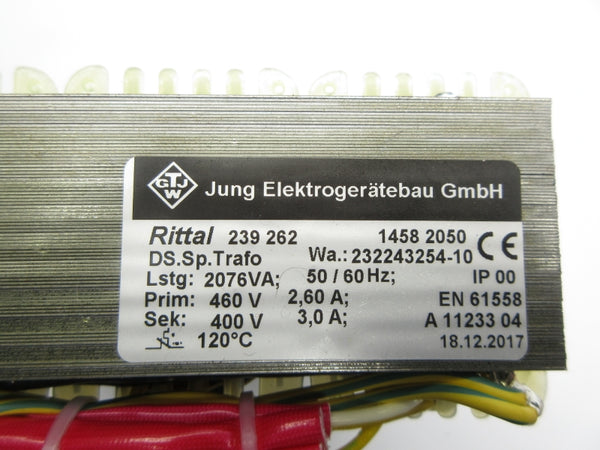 GTJW Jung Elektrogerätebau GmbH
Rittal 239 262 1458 2050 CE
DS.Sp.Trafo Wa.: 232243254-10
Lstg: 2076VA; 50 / 60 Hz; IP 00
Prim: 460 V 2,60 A; EN 61558
Sek: 400 V 3,0 A; A 11233 04
120°C 18.12.2017